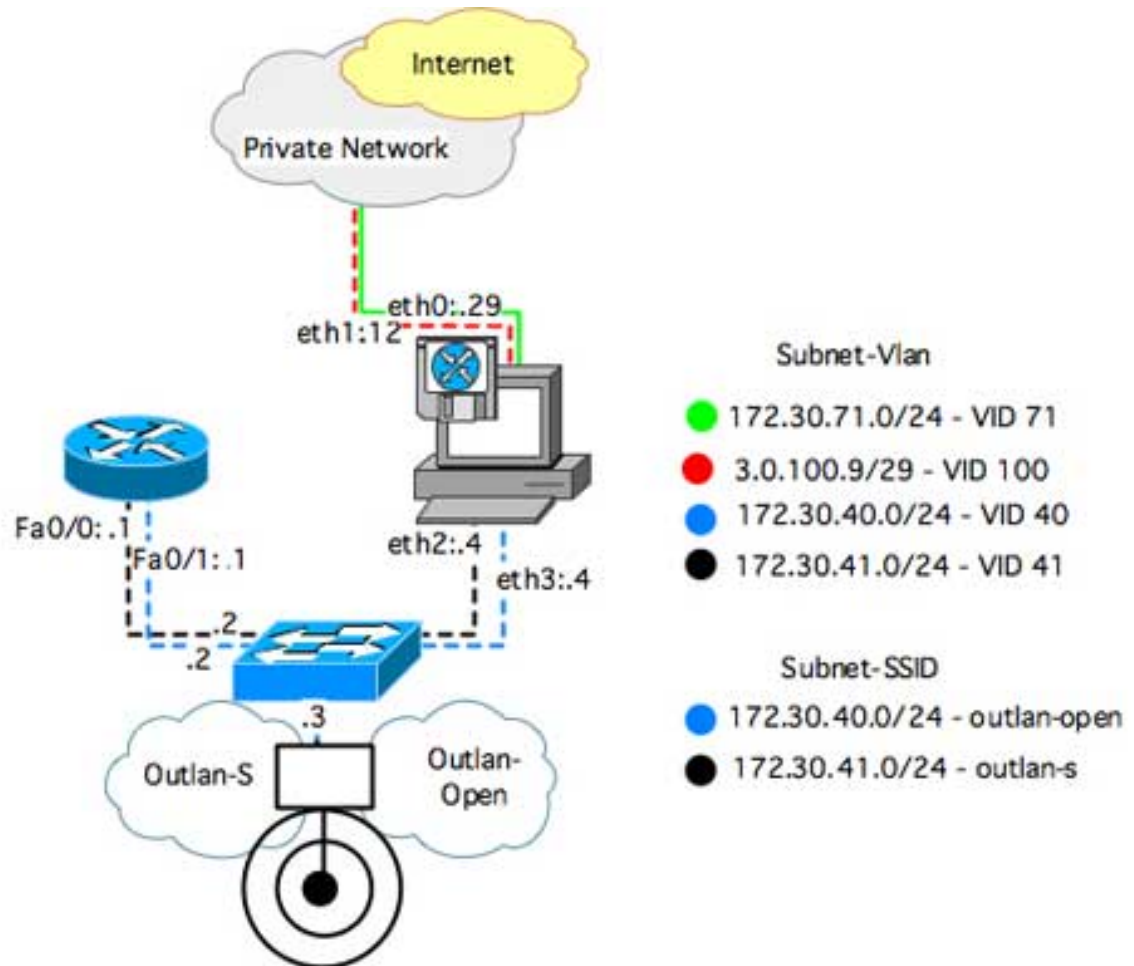 Internet
Private Network
eth0:.29
eth1:12
Fa0/0: .1
Fa0/1: .1
eth2:.4
eth3:.4
.2
.2
.3
Outlan-S
Outlan-
Open
Subnet-Vlan
172.30.71.0/24 - VID 71
3.0.100.9/29 - VID 100
172.30.40.0/24 - VID 40
172.30.41.0/24 - VID 41
Subnet-SSID
172.30.40.0/24 - outlan-open
172.30.41.0/24 - outlan-s